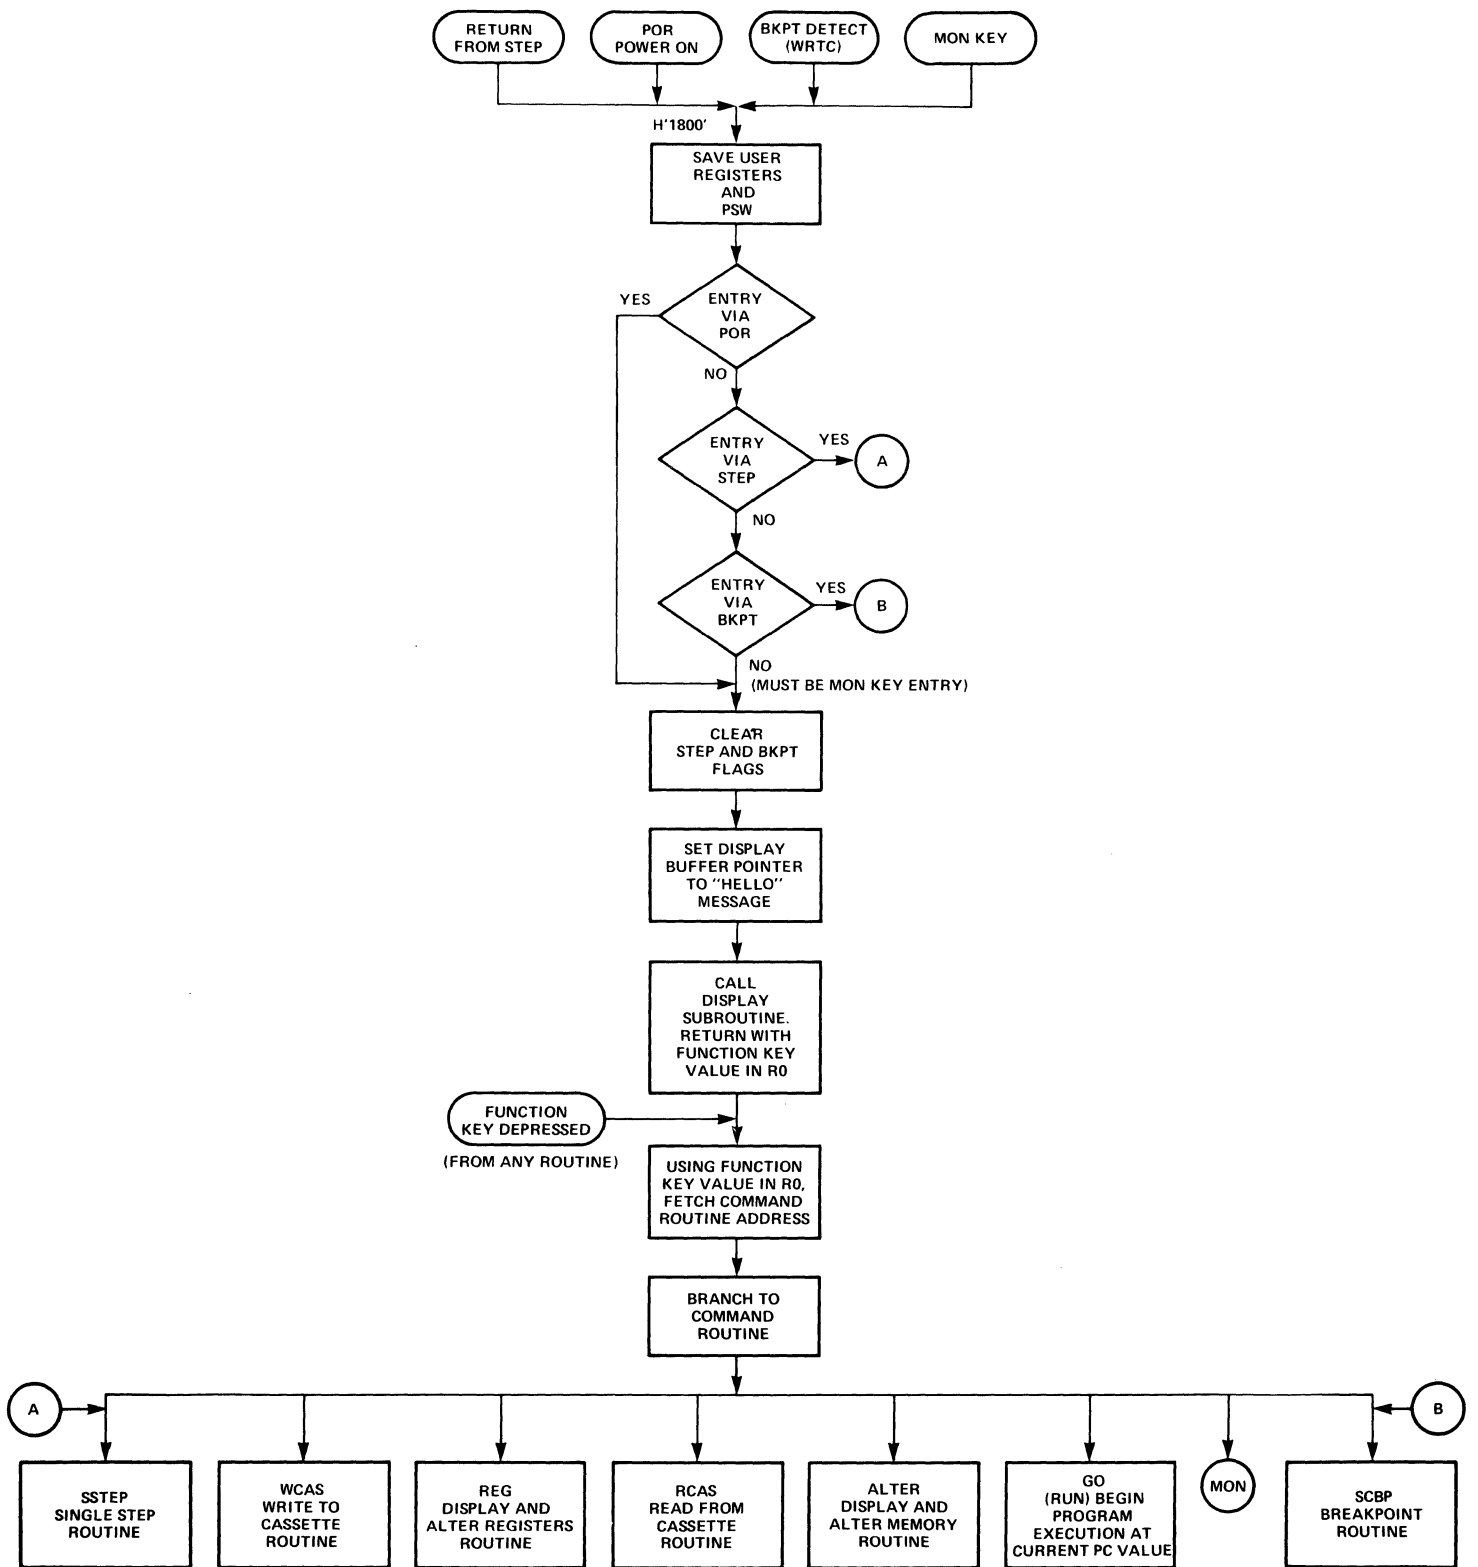 RETURN
FROM STEP
POR
POWER ON
BKPT DETECT
(WRTC)
MON KEY
H'1800'
SAVE USER
REGISTERS
AND
PSW
YES
ENTRY
VIA
POR
NO
ENTRY
VIA
STEP
YES
A
NO
ENTRY
VIA
BKPT
YES
B
NO
(MUST BE MON KEY ENTRY)
CLEAR
STEP AND BKPT
FLAGS
SET DISPLAY
BUFFER POINTER
TO "HELLO"
MESSAGE
CALL
DISPLAY
SUBROUTINE.
RETURN WITH
FUNCTION KEY
VALUE IN R0
FUNCTION
KEY DEPRESSED
(FROM ANY ROUTINE)
USING FUNCTION
KEY VALUE IN R0,
FETCH COMMAND
ROUTINE ADDRESS
BRANCH TO
COMMAND
ROUTINE
A
B
SSTEP
SINGLE STEP
ROUTINE
WCAS
WRITE TO
CASSETTE
ROUTINE
REG
DISPLAY AND
ALTER REGISTERS
ROUTINE
RCAS
READ FROM
CASSETTE
ROUTINE
ALTER
DISPLAY AND
ALTER MEMORY
ROUTINE
GO
(RUN) BEGIN
PROGRAM
EXECUTION AT
CURRENT PC VALUE
MON
SCBP
BREAKPOINT
ROUTINE